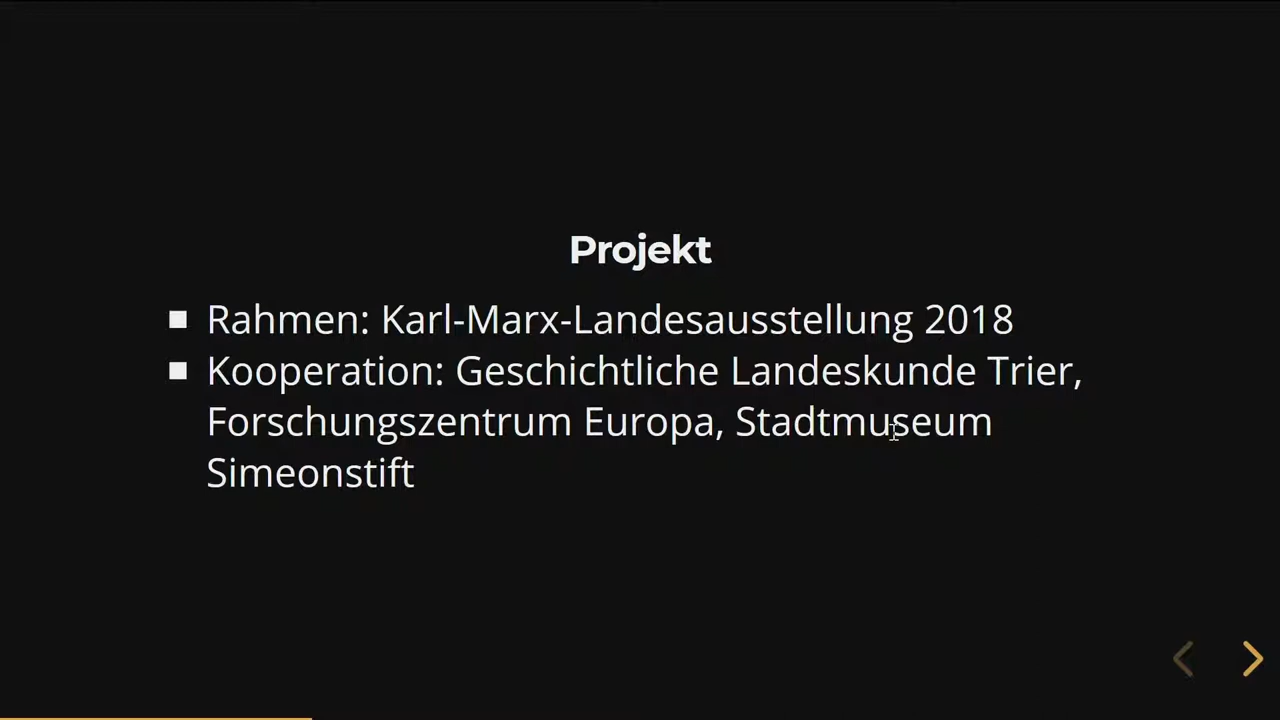 Projekt
Rahmen: Karl-Marx-Landesausstellung 2018
Kooperation: Geschichtliche Landeskunde Trier,
Forschungszentrum Europa, Stadtmuseum
Simeonstift